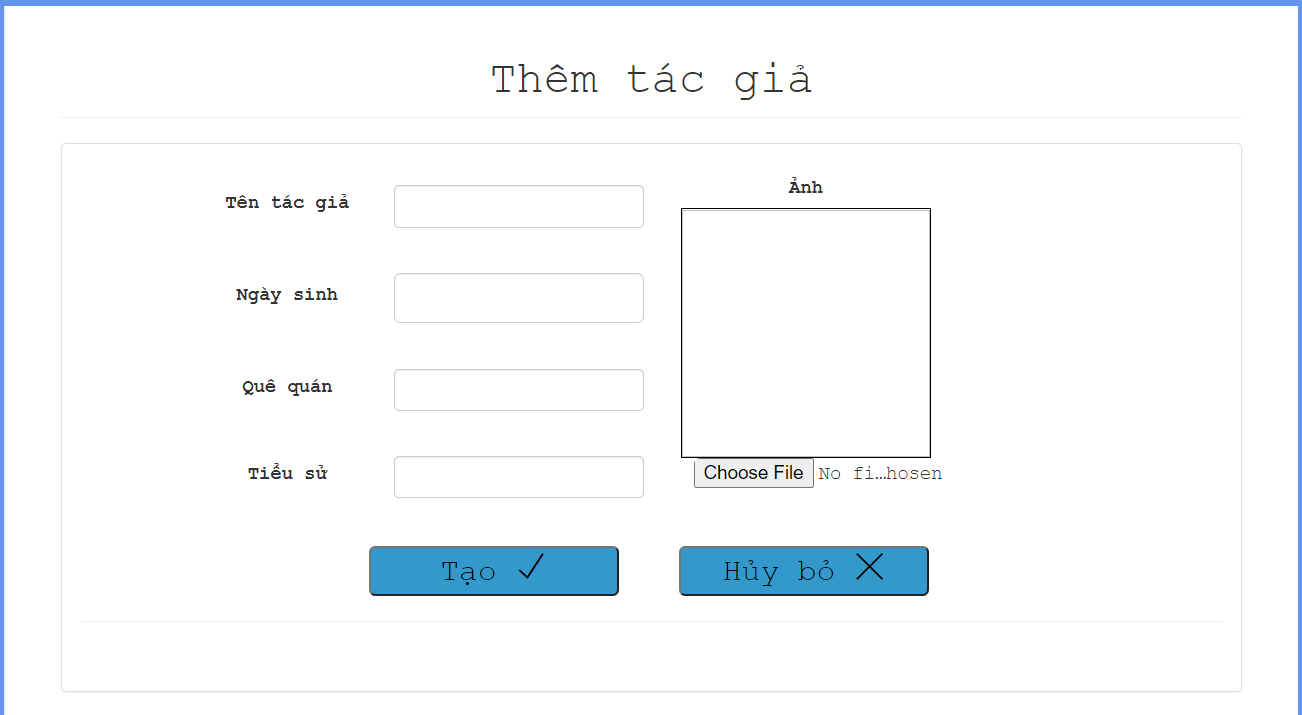 Thêm tác giả
Tên tác giả
Ảnh
Ngày sinh
Quê quán
Tiểu sử
Choose File No fi…hosen
Tạo
Hủy bỏ